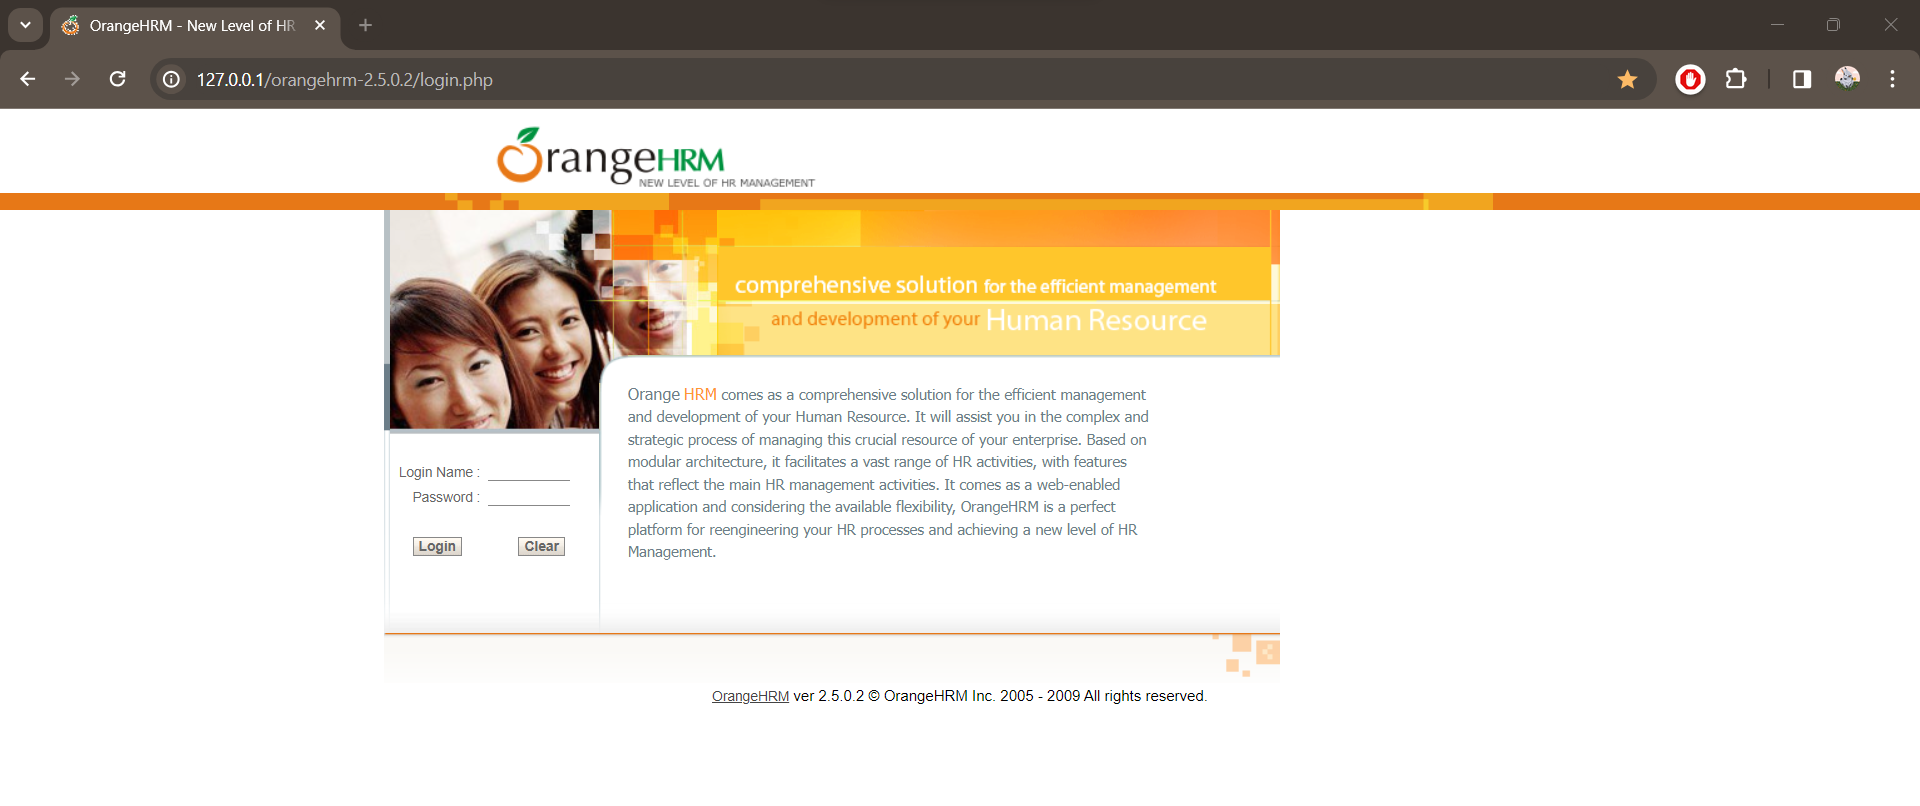 OrangeHRM - New Level of HR
127.0.0.1/orangehrm-2.5.0.2/login.php
OrangeHRM
NEW LEVEL OF HR MANAGEMENT
comprehensive solution for the efficient management
and development of your Human Resource
Orange HRM comes as a comprehensive solution for the efficient management
and development of your Human Resource. It will assist you in the complex and
strategic process of managing this crucial resource of your enterprise. Based on
modular architecture, it facilitates a vast range of HR activities, with features
that reflect the main HR management activities. It comes as a web-enabled
application and considering the available flexibility, OrangeHRM is a perfect
platform for reengineering your HR processes and achieving a new level of HR
Management.
Login Name :
Password :
Login Clear
OrangeHRM ver 2.5.0.2 © OrangeHRM Inc. 2005 - 2009 All rights reserved.